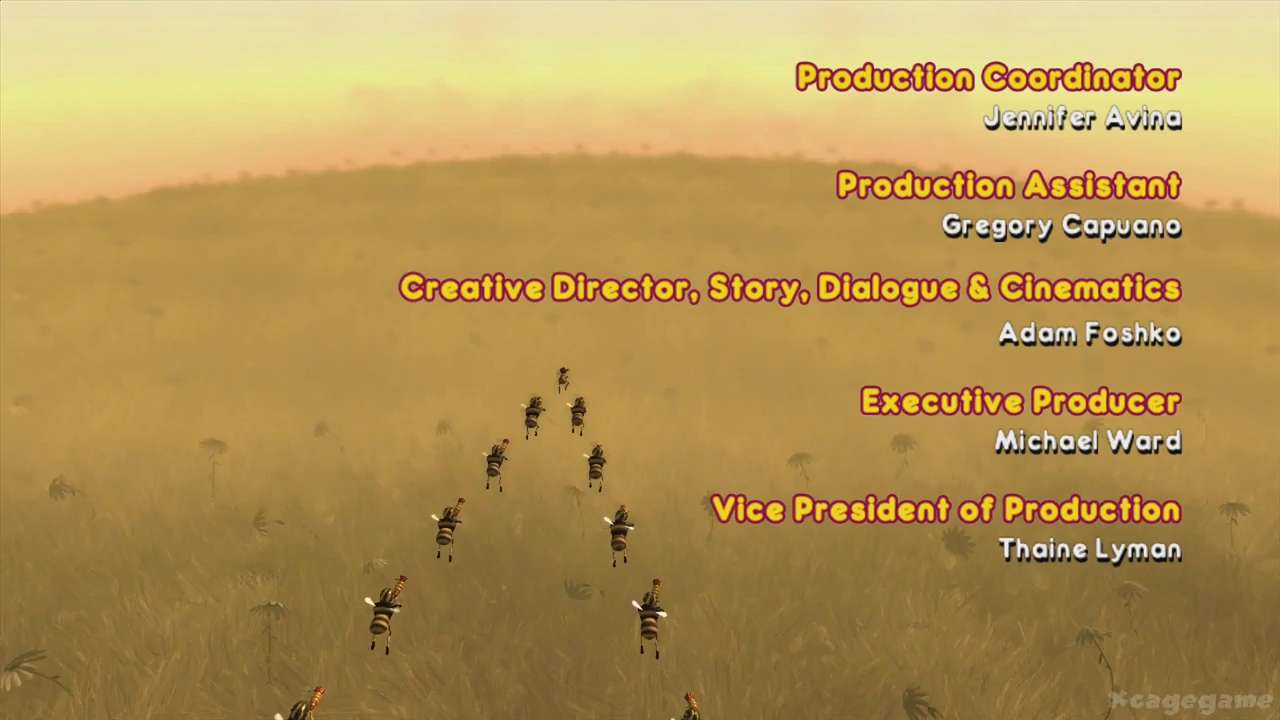 Production Coordinator
Jennifer Avina
Production Assistant
Gregory Capuano
Creative Director, Story, Dialogue & Cinematics
Adam Foshko
Executive Producer
Michael Ward
Vice President of Production
Thaine Lyman
Xcagegame